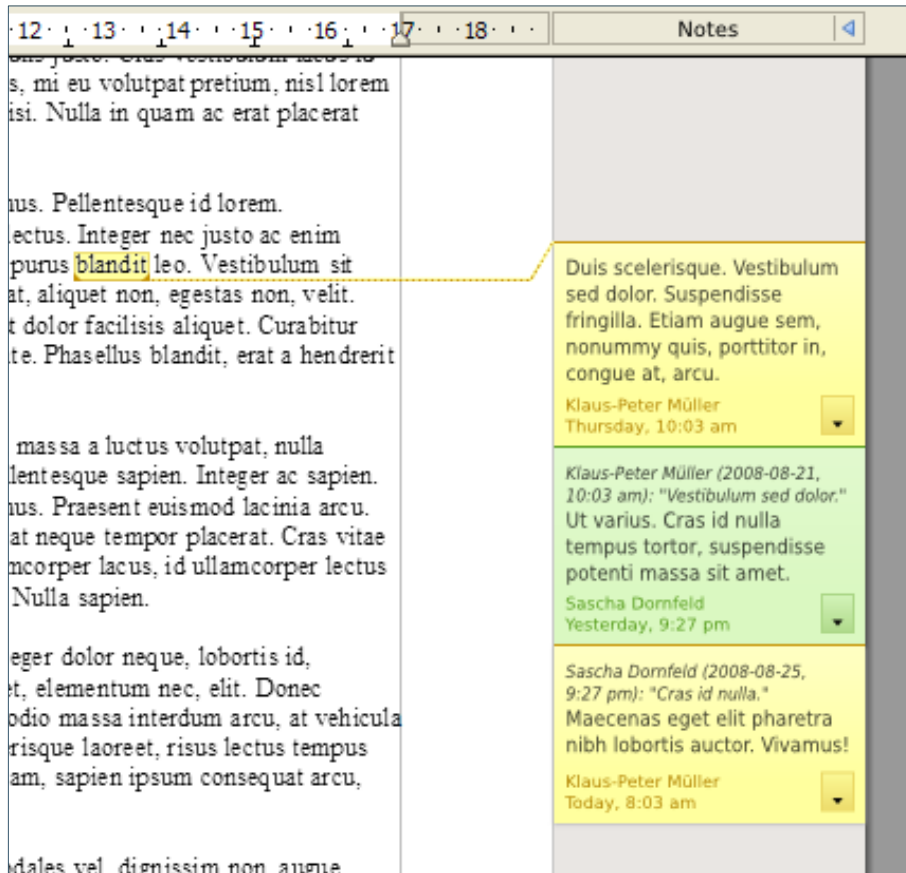 12 13 14 15 16 17 18 Notes
s, mi eu volutpat pretium, nisl lorem
isi. Nulla in quam ac erat placerat
us. Pellentesque id lorem.
ectus. Integer nec justo ac enim
purus blandit leo. Vestibulum sit
at, aliquet non, egestas non, velit.
t dolor facilisis aliquet. Curabitur
te. Phasellus blandit, erat a hendrerit
massa a luctus volutpat, nulla
lentesque sapien. Integer ac sapien.
us. Praesent euismod lacinia arcu.
at neque tempor placerat. Cras vitae
mcorper lacus, id ullamcorper lectus
Nulla sapien.
eger dolor neque, lobortis id,
et, elementum nec, elit. Donec
odio massa interdum arcu, at vehicula
risque laoreet, risus lectus tempus
am, sapien ipsum consequat arcu,
dales vel, dignissim non, augue
Duis scelerisque. Vestibulum
sed dolor. Suspendisse
fringilla. Etiam augue sem,
nonummy quis, porttitor in,
congue at, arcu.
Klaus-Peter Müller
Thursday, 10:03 am
Klaus-Peter Müller (2008-08-21,
10:03 am): "Vestibulum sed dolor."
Ut varius. Cras id nulla
tempus tortor, suspendisse
potenti massa sit amet.
Sascha Dornfeld
Yesterday, 9:27 pm
Sascha Dornfeld (2008-08-25,
9:27 pm): "Cras id nulla."
Maecenas eget elit pharetra
nibh lobortis auctor. Vivamus!
Klaus-Peter Müller
Today, 8:03 am